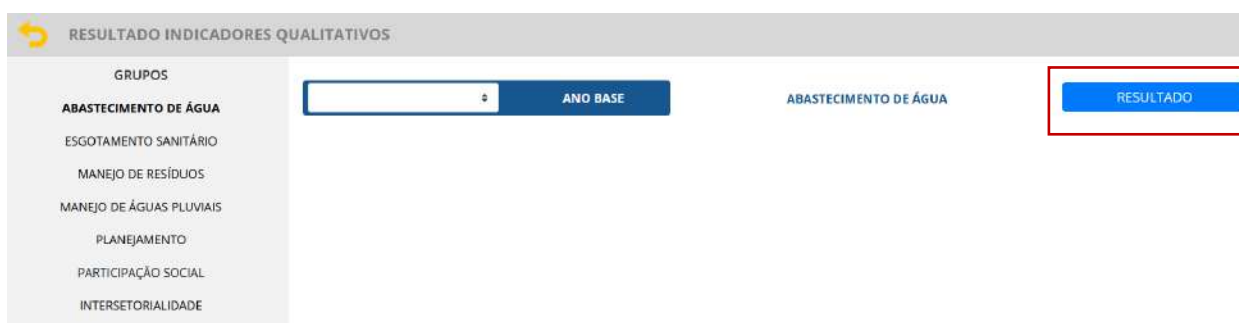 RESULTADO INDICADORES QUALITATIVOS
GRUPOS
ABASTECIMENTO DE ÁGUA
ESGOTAMENTO SANITÁRIO
MANEJO DE RESÍDUOS
MANEJO DE ÁGUAS PLUVIAIS
PLANEJAMENTO
PARTICIPAÇÃO SOCIAL
INTERSETORIALIDADE
ANO BASE
ABASTECIMENTO DE ÁGUA
RESULTADO